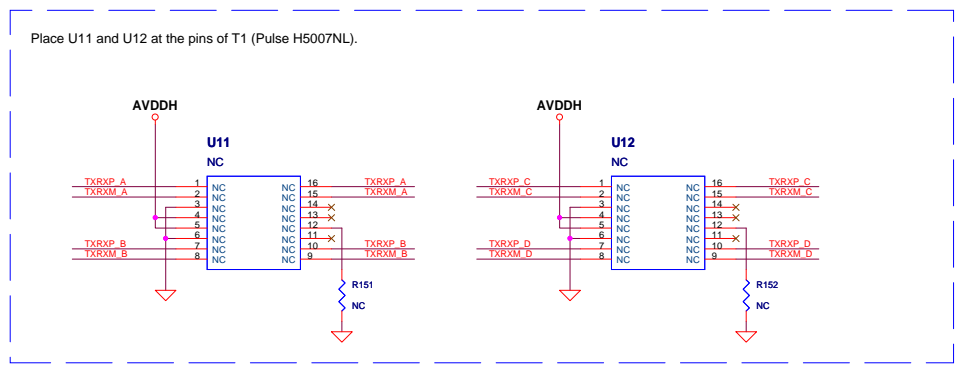 Place U11 and U12 at the pins of T1 (Pulse H5007NL).
AVDDH
U11
NC
TXRXP_A 1 NC NC 16 TXRXP_A
TXRXM_A 2 NC NC 15 TXRXM_A
3 NC NC 14
4 NC NC 13
5 NC NC 12
6 NC NC 11
TXRXP_B 7 NC NC 10 TXRXP_B
TXRXM_B 8 NC NC 9 TXRXM_B
R151
NC
AVDDH
U12
NC
TXRXP_C 1 NC NC 16 TXRXP_C
TXRXM_C 2 NC NC 15 TXRXM_C
3 NC NC 14
4 NC NC 13
5 NC NC 12
6 NC NC 11
TXRXP_D 7 NC NC 10 TXRXP_D
TXRXM_D 8 NC NC 9 TXRXM_D
R152
NC